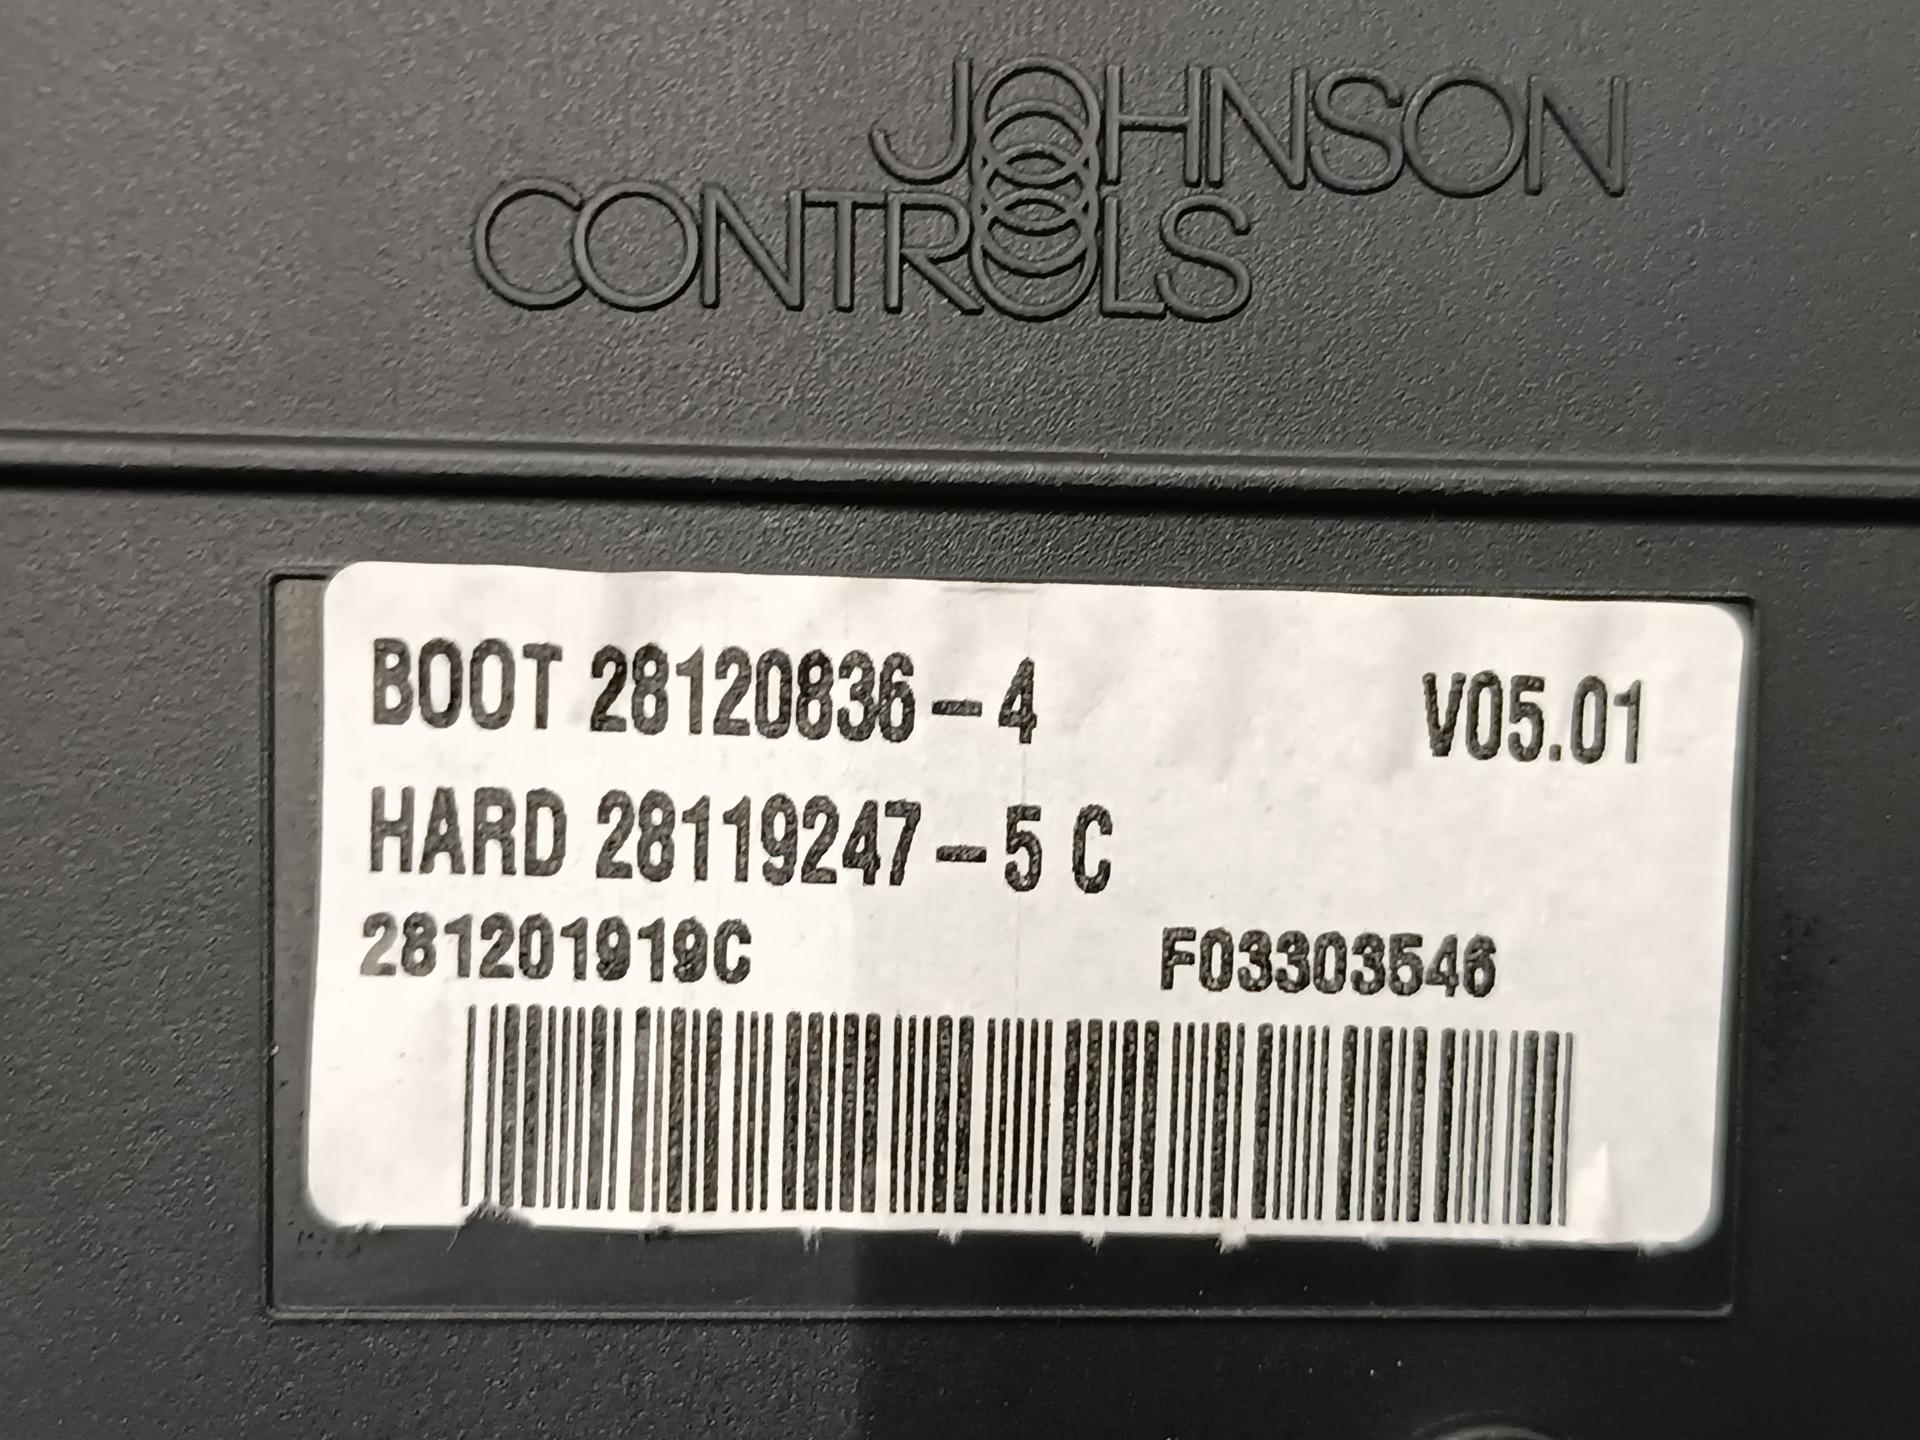 JOHNSON
CONTROLS
BOOT 28120836-4 V05.01
HARD 28119247-5 C
281201919C F03303546